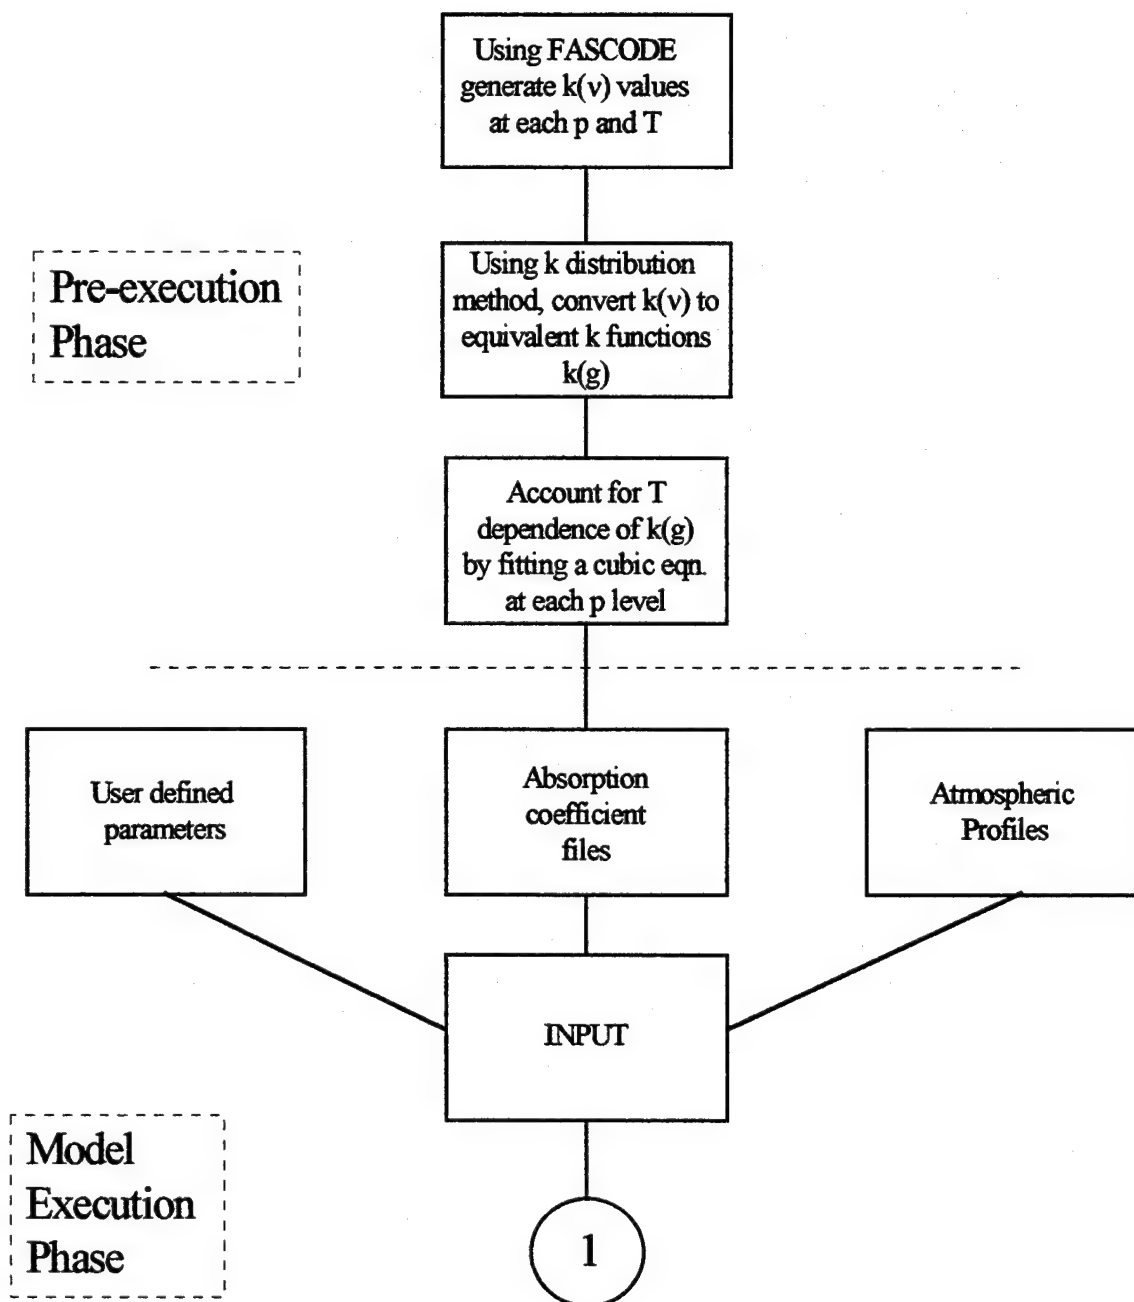 Using FASCODE
generate k(ν) values
at each p and T
Pre-execution
Phase
Using k distribution
method, convert k(ν) to
equivalent k functions
k(g)
Account for T
dependence of k(g)
by fitting a cubic eqn.
at each p level
User defined
parameters
Absorption
coefficient
files
Atmospheric
Profiles
INPUT
Model
Execution
Phase
1